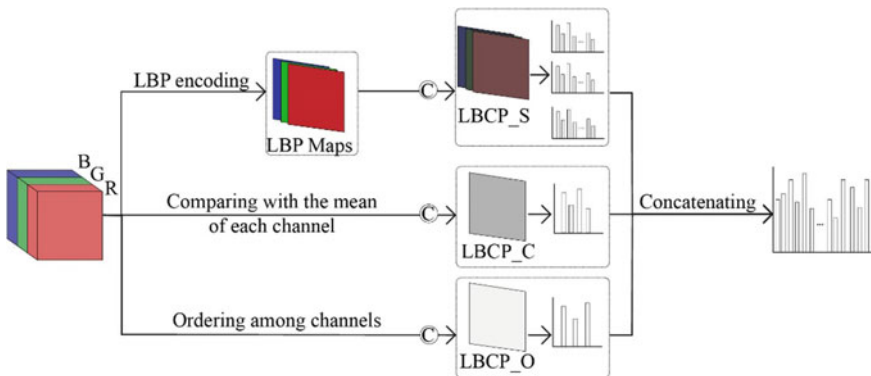 LBP encoding
LBP Maps
C
LBCP_S
...
...
...
B
G
R
Comparing with the mean
of each channel
C
LBCP_C
Concatenating
...
Ordering among channels
C
LBCP_O